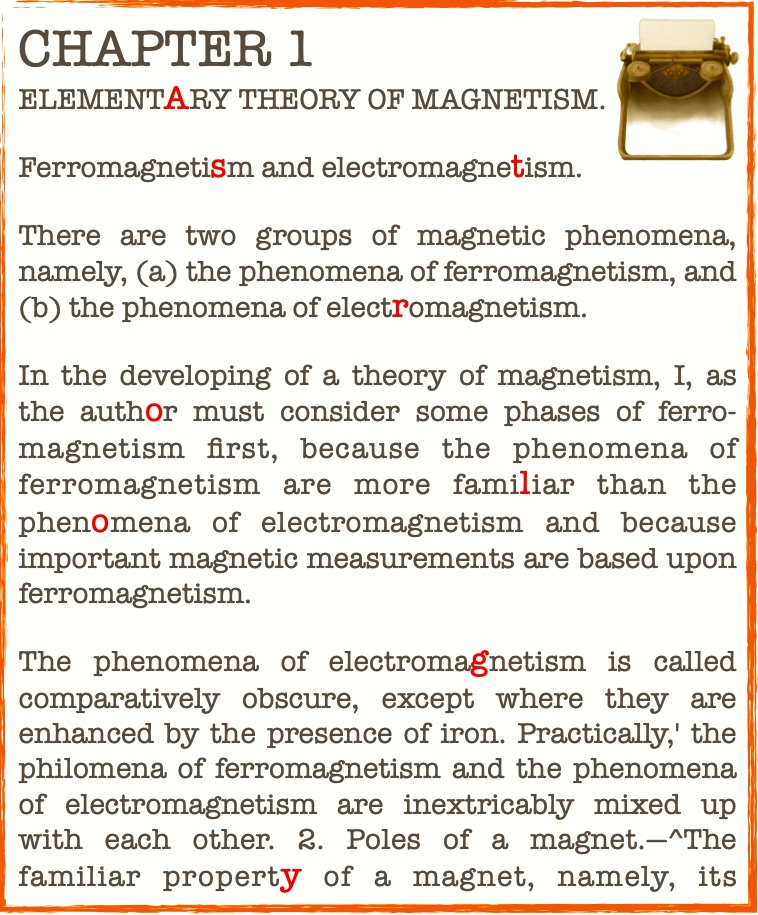 CHAPTER 1
ELEMENTARY THEORY OF MAGNETISM.
Ferromagnetism and electromagnetism.
There are two groups of magnetic phenomena,
namely, (a) the phenomena of ferromagnetism, and
(b) the phenomena of electromagnetism.
In the developing of a theory of magnetism, I, as
the author must consider some phases of ferro-
magnetism first, because the phenomena of
ferromagnetism are more familiar than the
phenomena of electromagnetism and because
important magnetic measurements are based upon
ferromagnetism.
The phenomena of electromagnetism is called
comparatively obscure, except where they are
enhanced by the presence of iron. Practically,' the
philomena of ferromagnetism and the phenomena
of electromagnetism are inextricably mixed up
with each other. 2. Poles of a magnet.—^The
familiar property of a magnet, namely, its